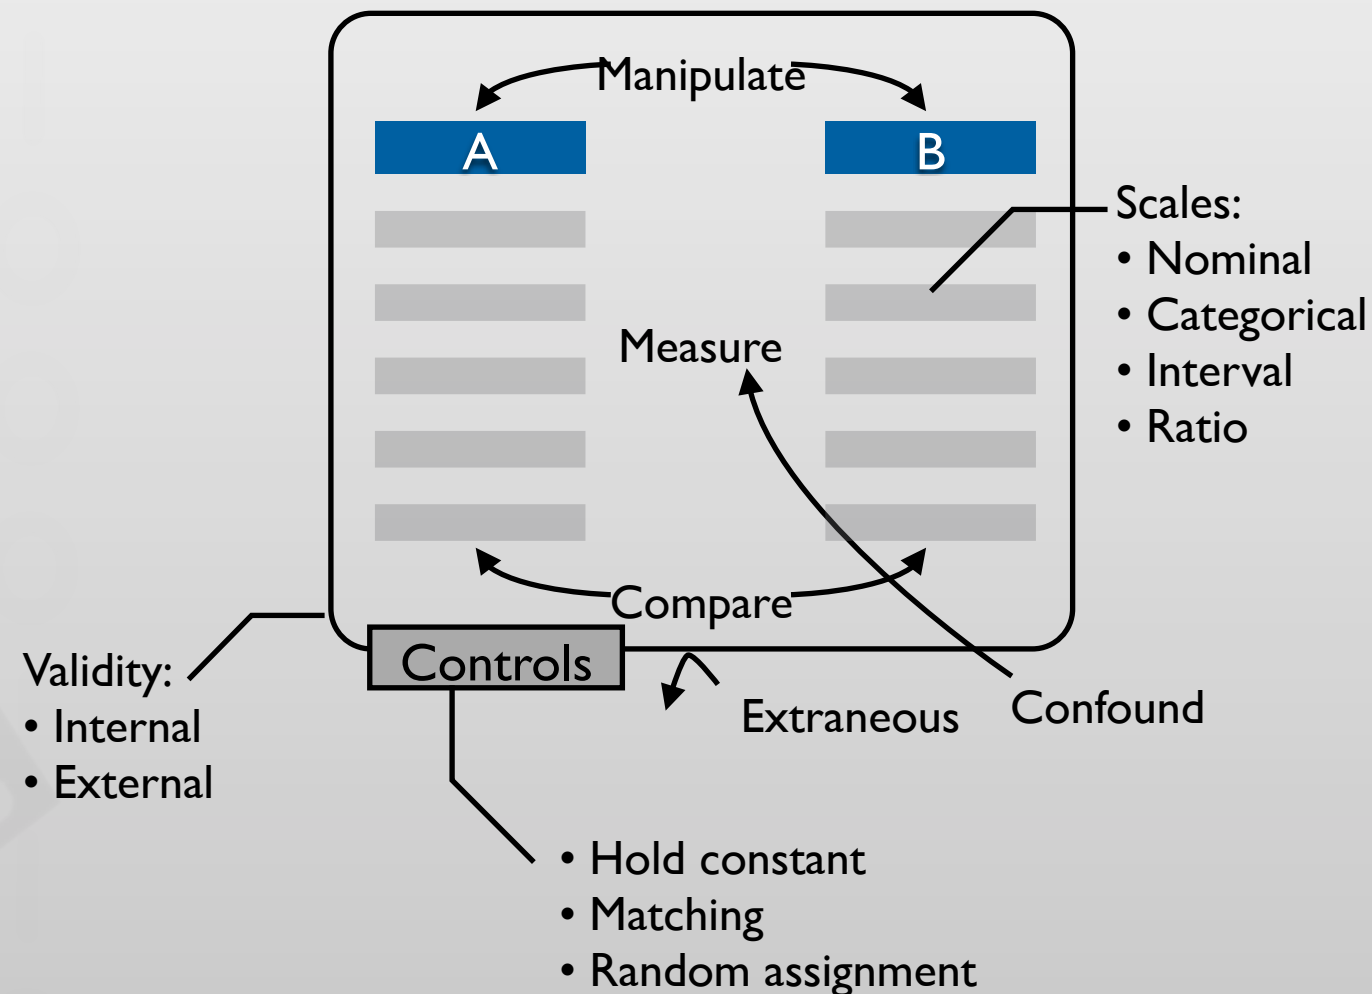 Manipulate
A
B
Scales:
• Nominal
• Categorical
• Interval
• Ratio
Measure
Compare
Controls
Validity:
• Internal
• External
Extraneous
Confound
• Hold constant
• Matching
• Random assignment